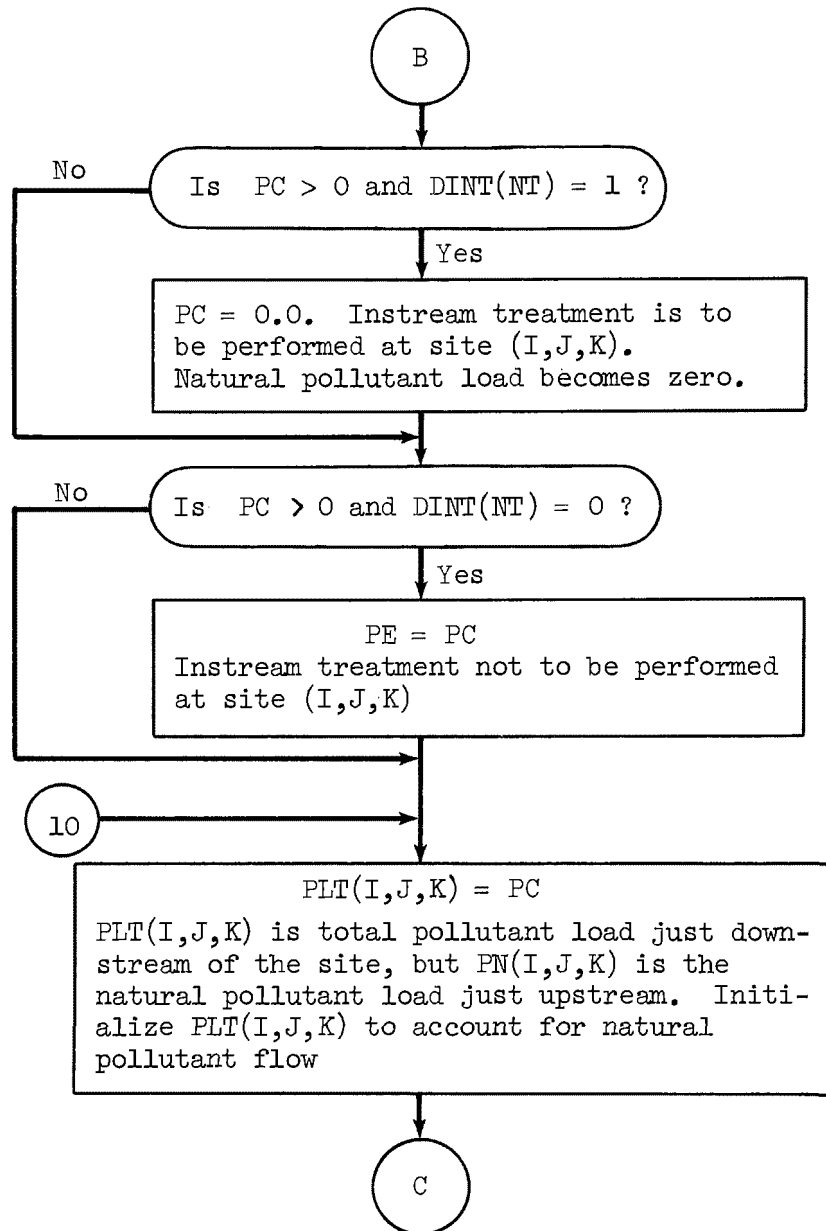 B
No
Is PC > 0 and DINT(NT) = 1 ?
Yes
PC = 0.0. Instream treatment is to
be performed at site (I,J,K).
Natural pollutant load becomes zero.
No
Is PC > 0 and DINT(NT) = 0 ?
Yes
PE = PC
Instream treatment not to be performed
at site (I,J,K)
10
PLT(I,J,K) = PC
PLT(I,J,K) is total pollutant load just down-
stream of the site, but PN(I,J,K) is the
natural pollutant load just upstream. Initi-
alize PLT(I,J,K) to account for natural
pollutant flow
C